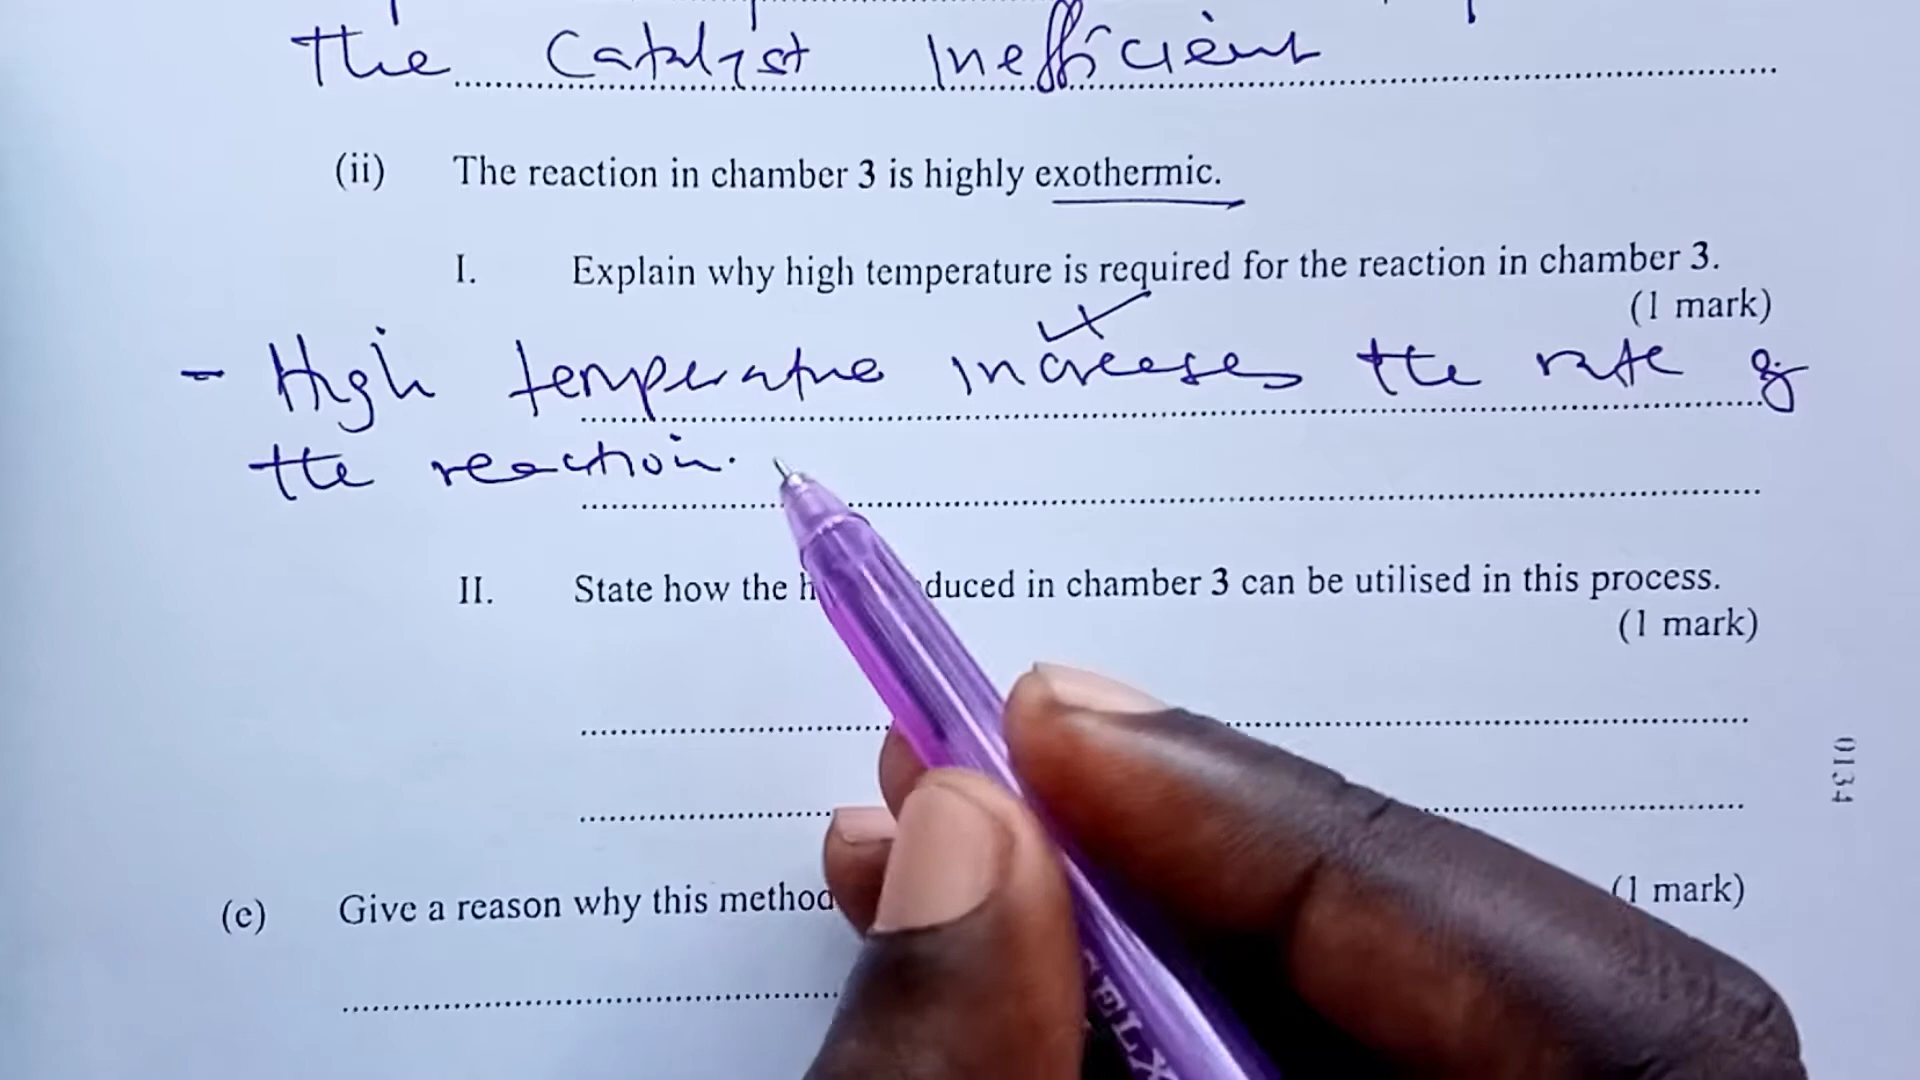 the Catalyst Inefficient
(ii) The reaction in chamber 3 is highly exothermic.
I. Explain why high temperature is required for the reaction in chamber 3.
(1 mark)
- High temperature increases the rate of
the reaction.
II. State how the h duced in chamber 3 can be utilised in this process.
(1 mark)
(c) Give a reason why this method (1 mark)
0134